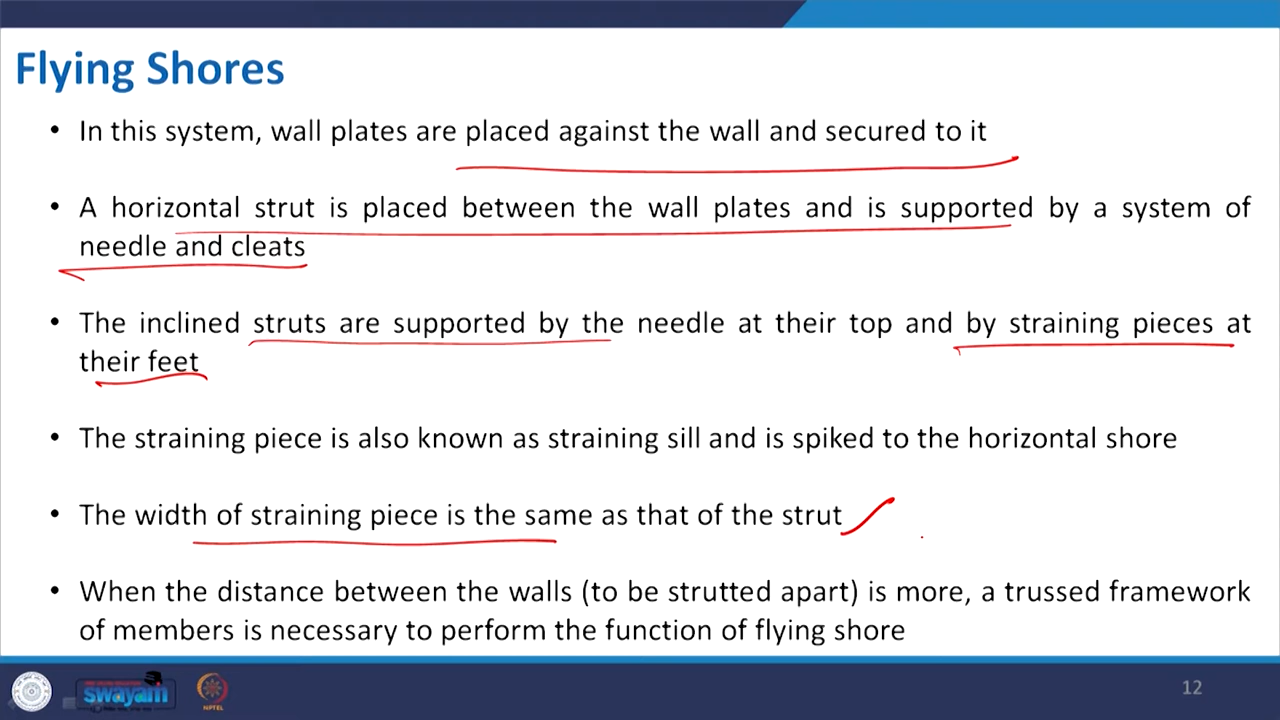 Flying Shores
• In this system, wall plates are placed against the wall and secured to it
• A horizontal strut is placed between the wall plates and is supported by a system of
needle and cleats
• The inclined struts are supported by the needle at their top and by straining pieces at
their feet
• The straining piece is also known as straining sill and is spiked to the horizontal shore
• The width of straining piece is the same as that of the strut
• When the distance between the walls (to be strutted apart) is more, a trussed framework
of members is necessary to perform the function of flying shore
swayam
NPTEL
12